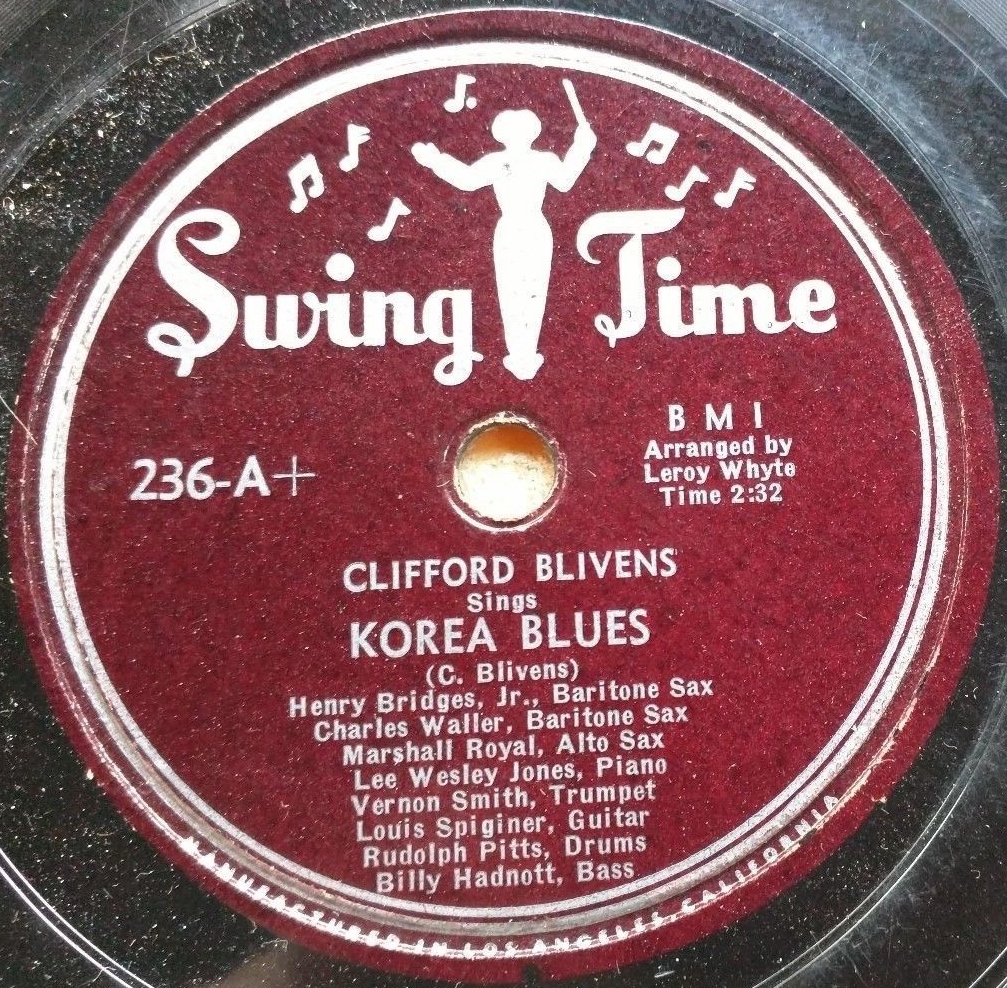 Swing Time
236-A+
B M I
Arranged by
Leroy Whyte
Time 2:32
CLIFFORD BLIVENS
Sings
KOREA BLUES
(C. Blivens)
Henry Bridges, Jr., Baritone Sax
Charles Waller, Baritone Sax
Marshall Royal, Alto Sax
Lee Wesley Jones, Piano
Vernon Smith, Trumpet
Louis Spiginer, Guitar
Rudolph Pitts, Drums
Billy Hadnott, Bass
MANUFACTURED IN LOS ANGELES, CALIFORNIA